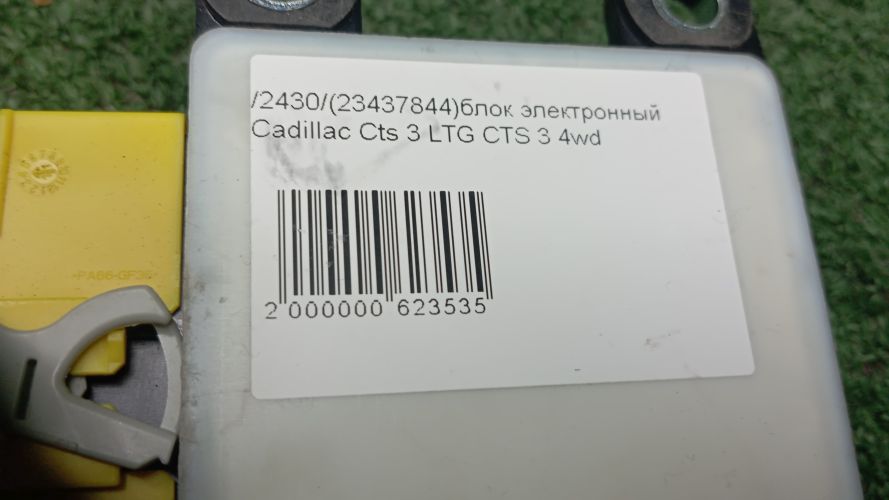 /2430/(23437844)блок электронный
Cadillac Cts 3 LTG CTS 3 4wd
2 000000 623535